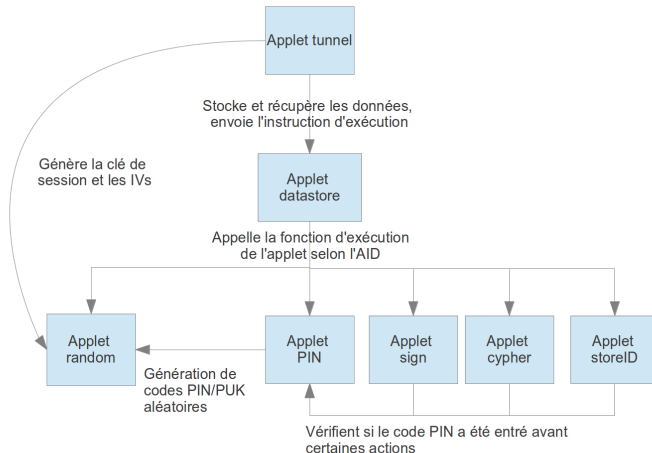 Applet tunnel
Stocke et récupère les données,
envoie l'instruction d'exécution
Génère la clé de
session et les IVs
Applet
datastore
Appelle la fonction d'exécution
de l'applet selon l'AID
Applet
random
Applet
PIN
Applet
sign
Applet
cypher
Applet
storeID
Génération de
codes PIN/PUK
aléatoires
Vérifient si le code PIN a été entré avant
certaines actions